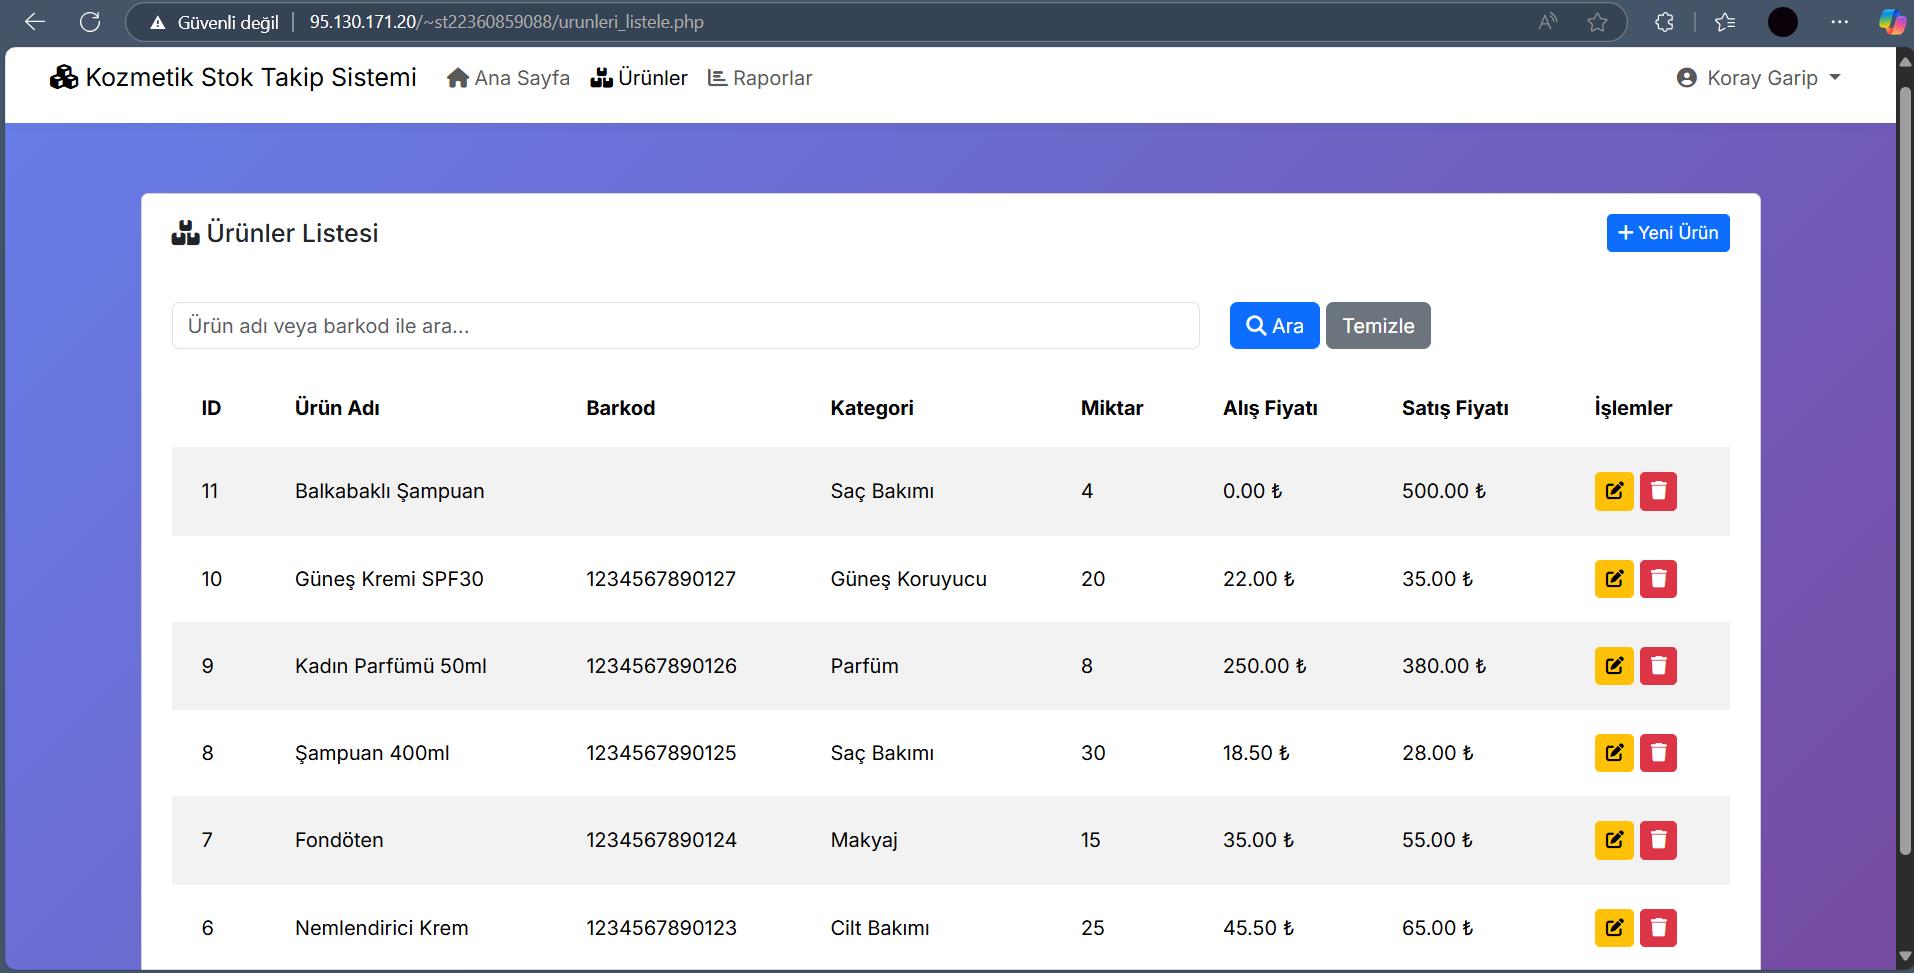 Güvenli değil 95.130.171.20/~st22360859088/urunleri_listele.php
Kozmetik Stok Takip Sistemi Ana Sayfa Ürünler Raporlar Koray Garip
Ürünler Listesi Yeni Ürün
Ürün adı veya barkod ile ara... Ara Temizle
ID Ürün Adı Barkod Kategori Miktar Alış Fiyatı Satış Fiyatı İşlemler
11 Balkabaklı Şampuan Saç Bakımı 4 0.00 ₺ 500.00 ₺
10 Güneş Kremi SPF30 1234567890127 Güneş Koruyucu 20 22.00 ₺ 35.00 ₺
9 Kadın Parfümü 50ml 1234567890126 Parfüm 8 250.00 ₺ 380.00 ₺
8 Şampuan 400ml 1234567890125 Saç Bakımı 30 18.50 ₺ 28.00 ₺
7 Fondöten 1234567890124 Makyaj 15 35.00 ₺ 55.00 ₺
6 Nemlendirici Krem 1234567890123 Cilt Bakımı 25 45.50 ₺ 65.00 ₺